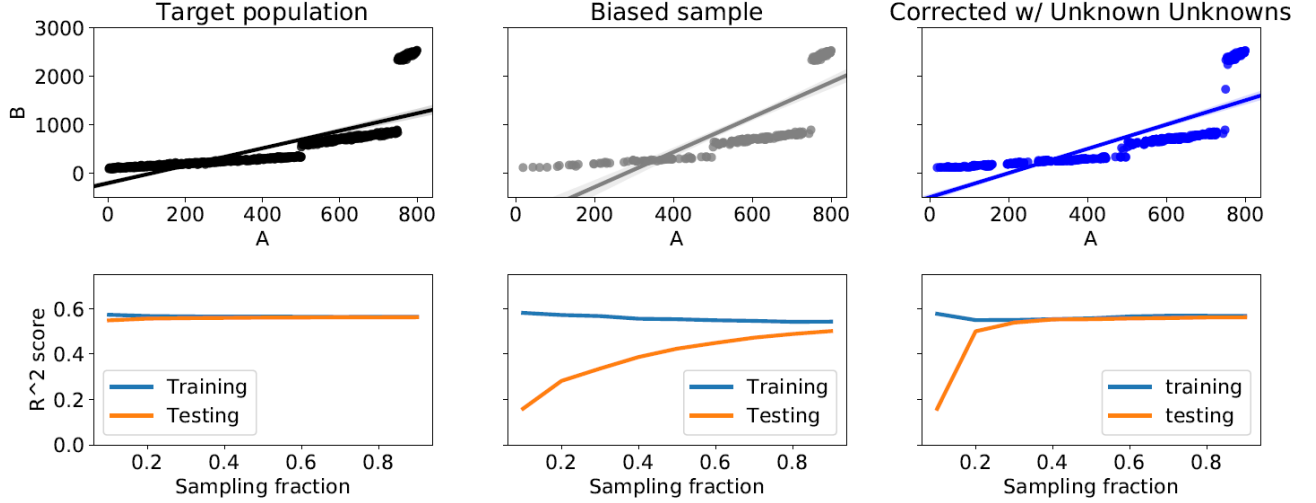 Target population
Biased sample
Corrected w/ Unknown Unknowns
3000
2000
1000
0
B
0 200 400 600 800
A
0 200 400 600 800
A
0 200 400 600 800
A
0.6
0.4
0.2
0.0
R^2 score
Training
Testing
Training
Testing
training
testing
0.2 0.4 0.6 0.8
Sampling fraction
0.2 0.4 0.6 0.8
Sampling fraction
0.2 0.4 0.6 0.8
Sampling fraction